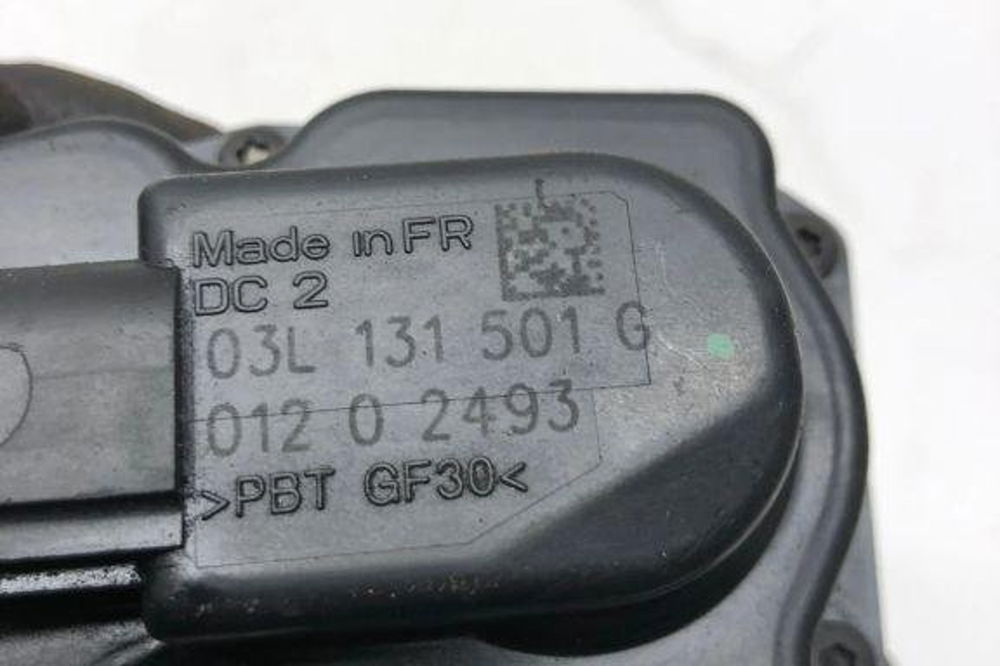 Made in FR
DC 2
03L 131 501 G
012 0 2493
>PBT GF30<